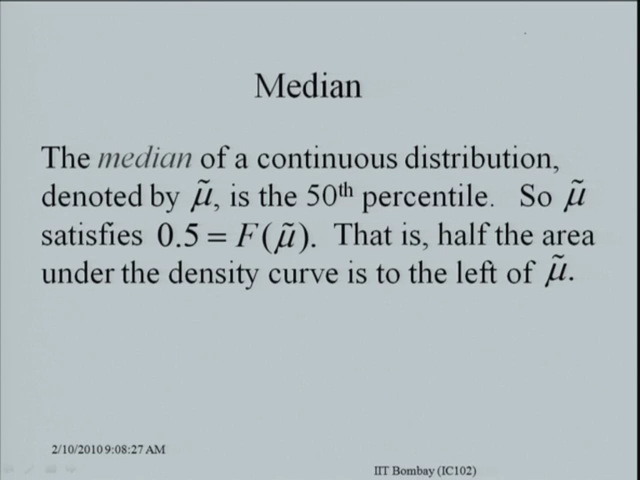 Median
The median of a continuous distribution,
denoted by μ̃, is the 50th percentile. So μ̃
satisfies 0.5 = F(μ̃). That is, half the area
under the density curve is to the left of μ̃.
2/10/2010 9:08:27 AM
IIT Bombay (IC102)